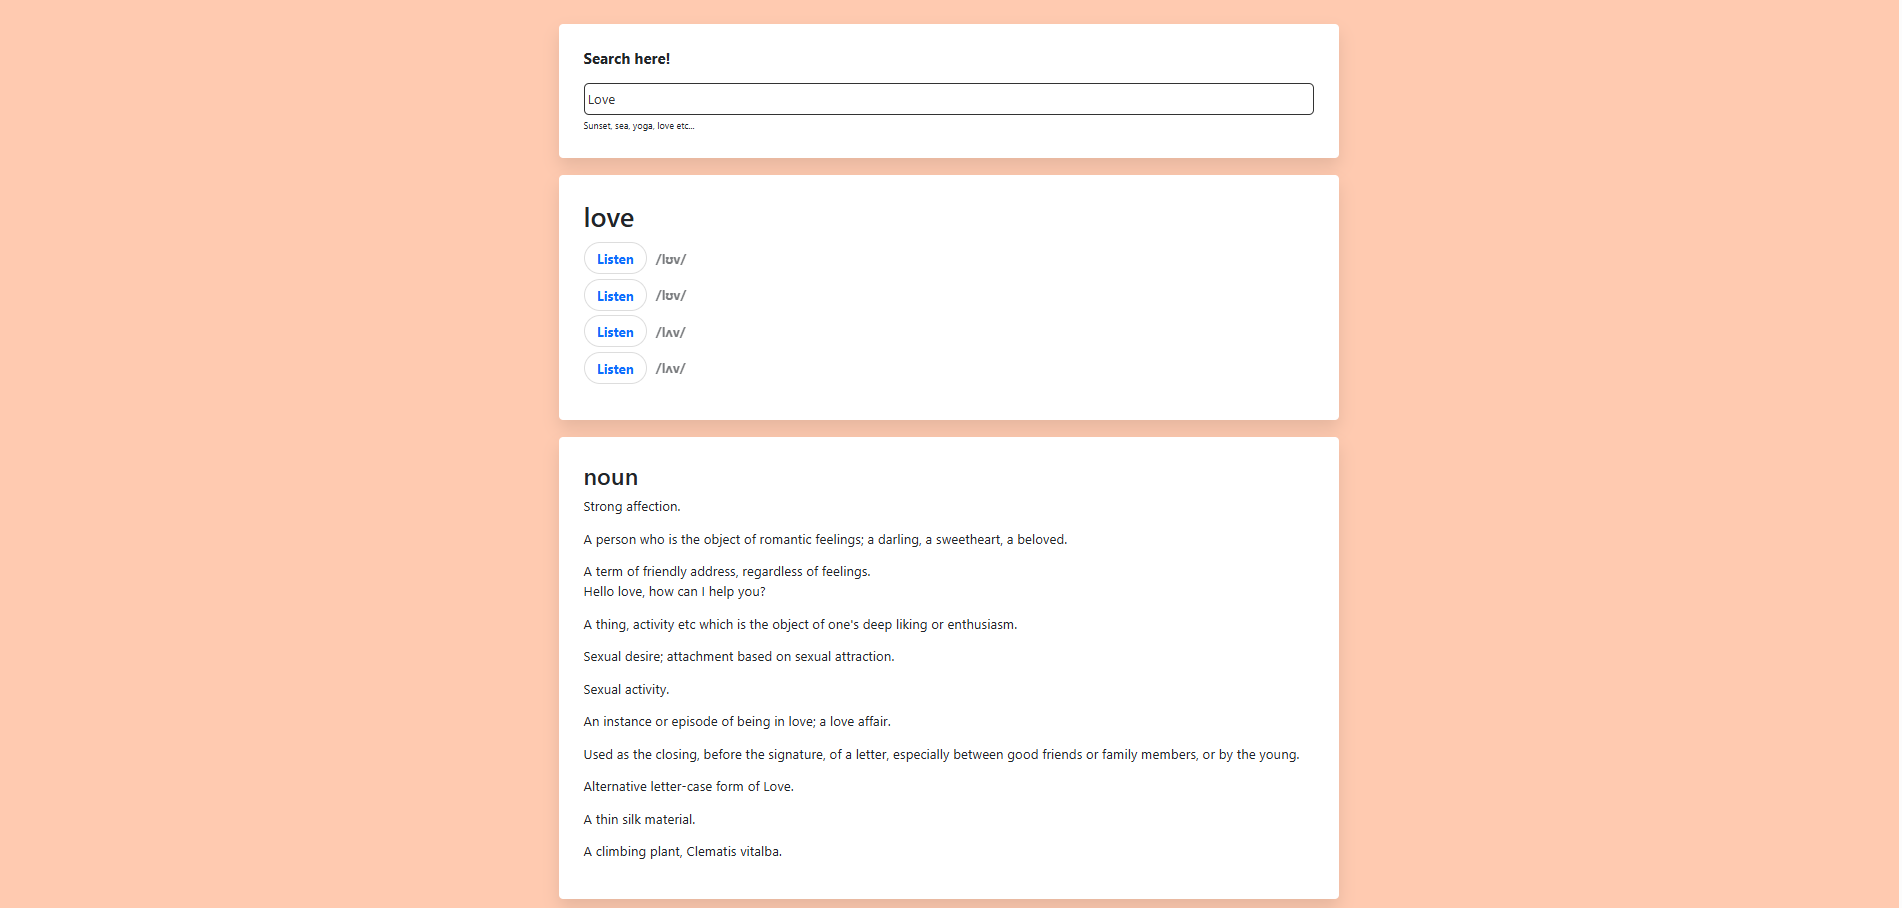 Search here!
Love
Sunset, sea, yoga, love etc...
love
Listen /lʊv/
Listen /lʊv/
Listen /lʌv/
Listen /lʌv/
noun
Strong affection.
A person who is the object of romantic feelings; a darling, a sweetheart, a beloved.
A term of friendly address, regardless of feelings.
Hello love, how can I help you?
A thing, activity etc which is the object of one's deep liking or enthusiasm.
Sexual desire; attachment based on sexual attraction.
Sexual activity.
An instance or episode of being in love; a love affair.
Used as the closing, before the signature, of a letter, especially between good friends or family members, or by the young.
Alternative letter-case form of Love.
A thin silk material.
A climbing plant, Clematis vitalba.